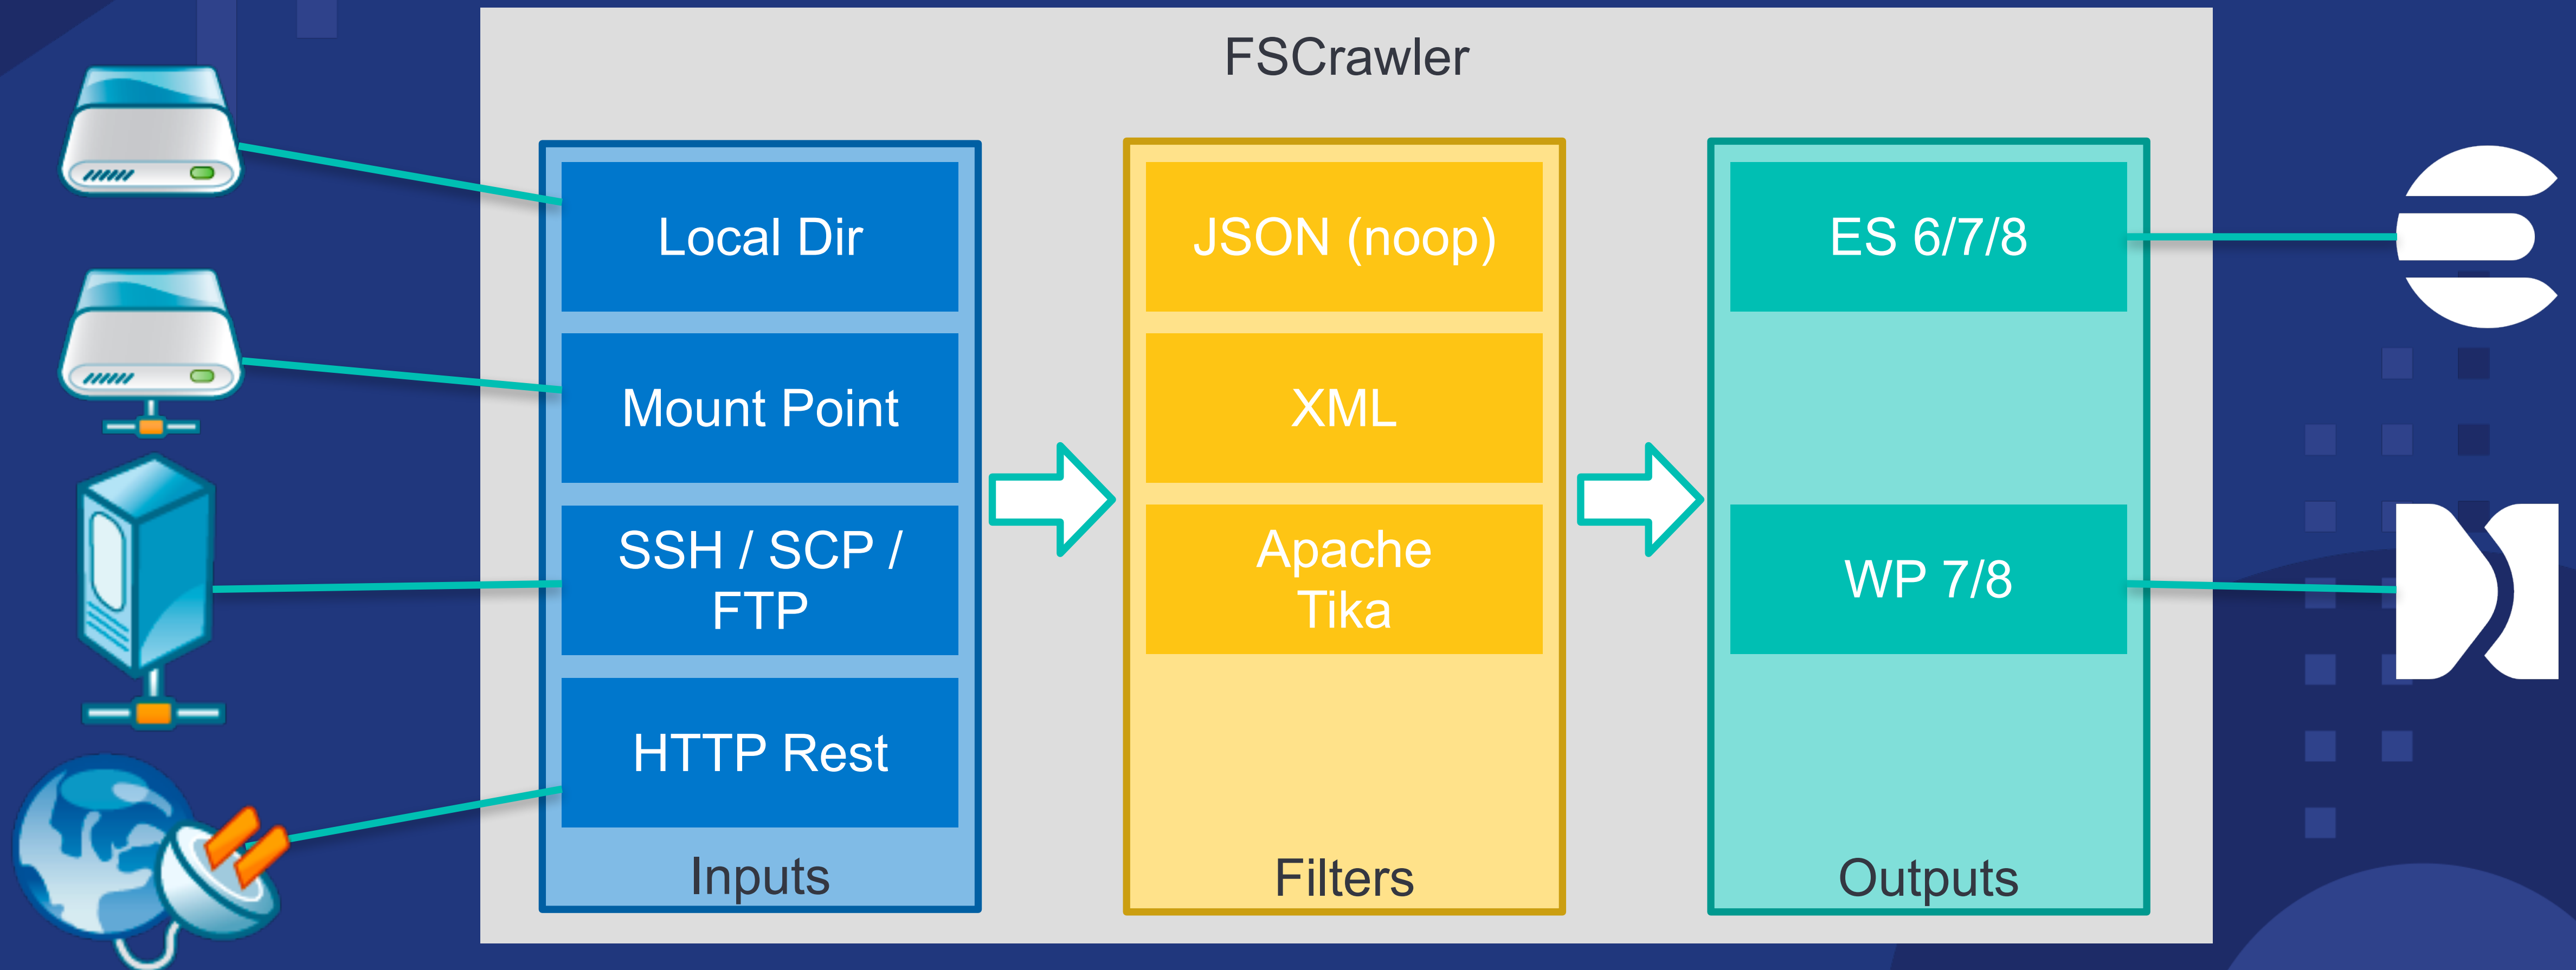 FSCrawler
Local Dir
Mount Point
SSH / SCP /
FTP
HTTP Rest
Inputs
JSON (noop)
XML
Apache
Tika
Filters
ES 6/7/8
WP 7/8
Outputs